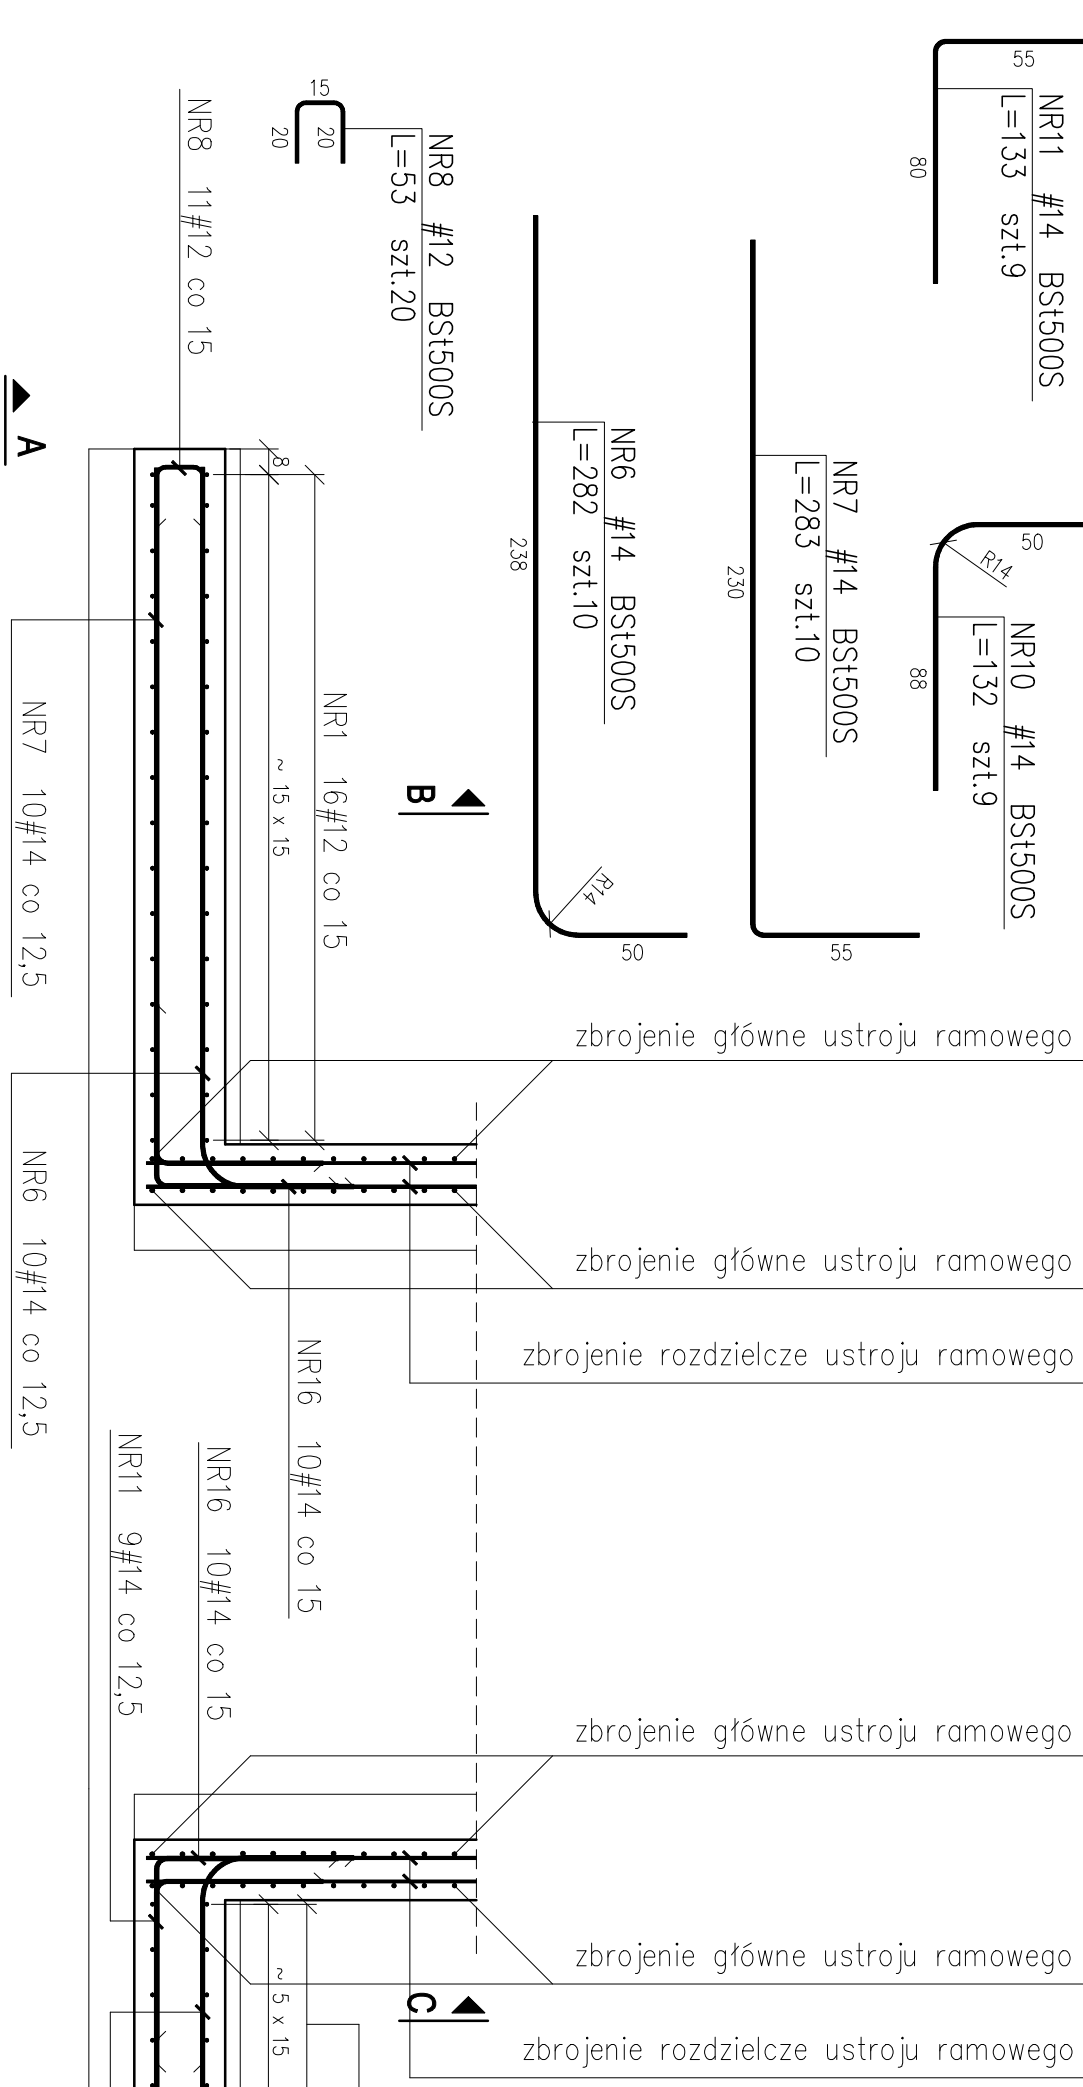 55
NR11 #14 BSt500S
L=133 szt.9
80
15
20
20
NR8 #12 BSt500S
L=53 szt.20
NR8 11#12 co 15
A
50
R14
NR10 #14 BSt500S
L=132 szt.9
88
NR7 #14 BSt500S
L=283 szt.10
230
55
NR6 #14 BSt500S
L=282 szt.10
238
R14
50
8
NR1 16#12 co 15
~ 15 x 15
B
NR7 10#14 co 12,5
zbrojenie główne ustroju ramowego
NR6 10#14 co 12,5
zbrojenie główne ustroju ramowego
zbrojenie rozdzielcze ustroju ramowego
NR16 10#14 co 15
NR16 10#14 co 15
NR11 9#14 co 12,5
zbrojenie główne ustroju ramowego
zbrojenie główne ustroju ramowego
~ 5 x 15
C
zbrojenie rozdzielcze ustroju ramowego